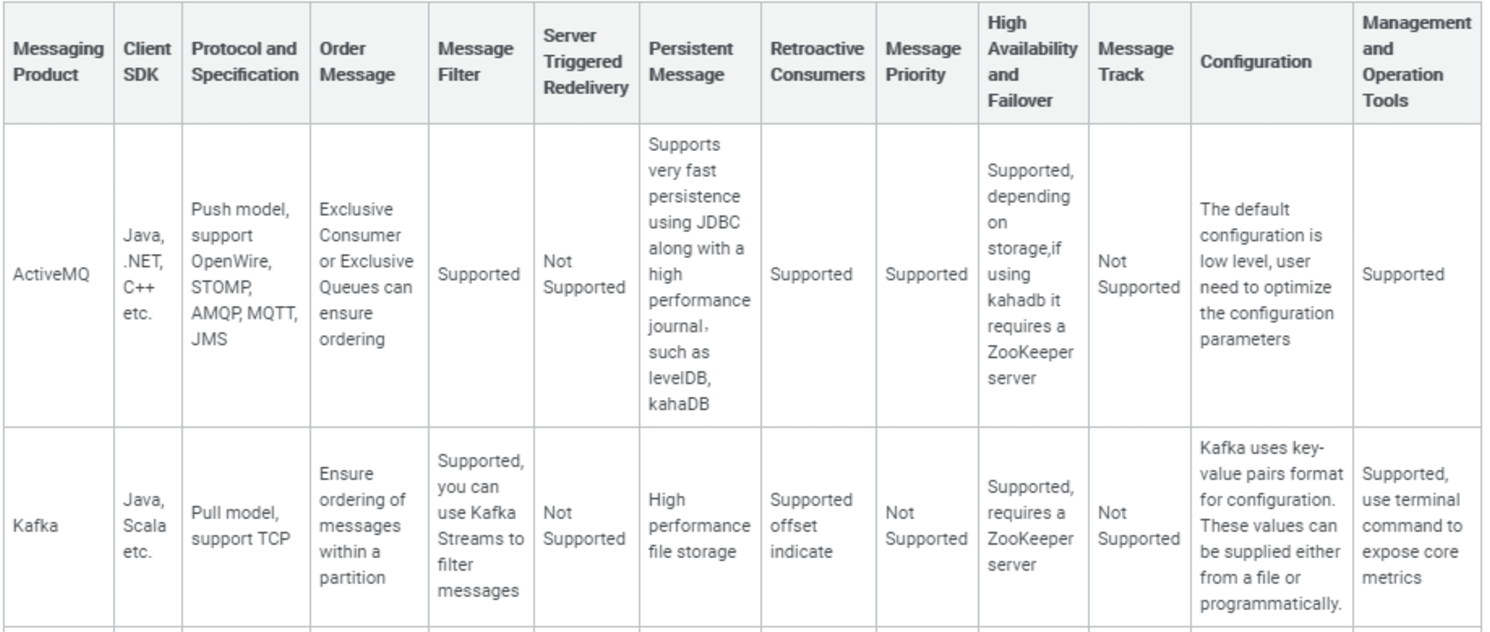 Messaging
Product
Client
SDK
Protocol and
Specification
Order
Message
Message
Filter
Server
Triggered
Redelivery
Persistent
Message
Retroactive
Consumers
Message
Priority
High
Availability
and
Failover
Message
Track
Configuration
Management
and
Operation
Tools
ActiveMQ
Java,
.NET,
C++
etc.
Push model,
support
OpenWire,
STOMP,
AMQP, MQTT,
JMS
Exclusive
Consumer
or Exclusive
Queues can
ensure
ordering
Supported
Not
Supported
Supports
very fast
persistence
using JDBC
along with a
high
performance
journal，
such as
levelDB,
kahaDB
Supported
Supported
Supported,
depending
on
storage,if
using
kahadb it
requires a
ZooKeeper
server
Not
Supported
The default
configuration is
low level, user
need to optimize
the configuration
parameters
Supported
Kafka
Java,
Scala
etc.
Pull model,
support TCP
Ensure
ordering of
messages
within a
partition
Supported,
you can
use Kafka
Streams to
filter
messages
Not
Supported
High
performance
file storage
Supported
offset
indicate
Not
Supported
Supported,
requires a
ZooKeeper
server
Not
Supported
Kafka uses key-
value pairs format
for configuration.
These values can
be supplied either
from a file or
programmatically.
Supported,
use terminal
command to
expose core
metrics